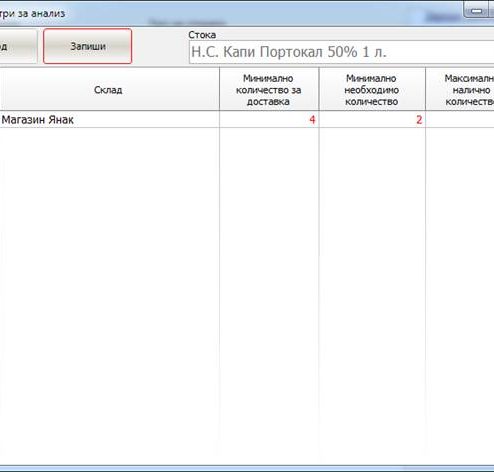 три за анализ
д
Запиши
Стока
Н.С. Капи Портокал 50% 1 л.
Склад
Минимално
количество за
доставка
Минимално
необходимо
количество
Максимал
налично
количеств
Магазин Янак
4
2